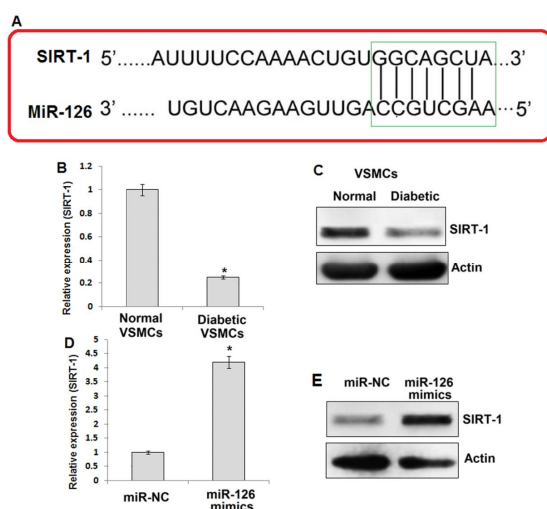 A
SIRT-1 5’......AUUUUCCAAAACUGUGGCAGCUA...3’
MiR-126 3’ ...... UGUCAAGAAGUUGACCGUCGAA...5’
B
Relative expression (SIRT-1)
1.2
1
0.8
0.6
0.4
0.2
0
*
Normal VSMCs
Diabetic VSMCs
C
VSMCs
Normal Diabetic
SIRT-1
Actin
D
Relative expression (SIRT-1)
4.5
4
3.5
3
2.5
2
1.5
1
0.5
0
*
miR-NC
miR-126
mimics
E
miR-NC
miR-126
mimics
SIRT-1
Actin